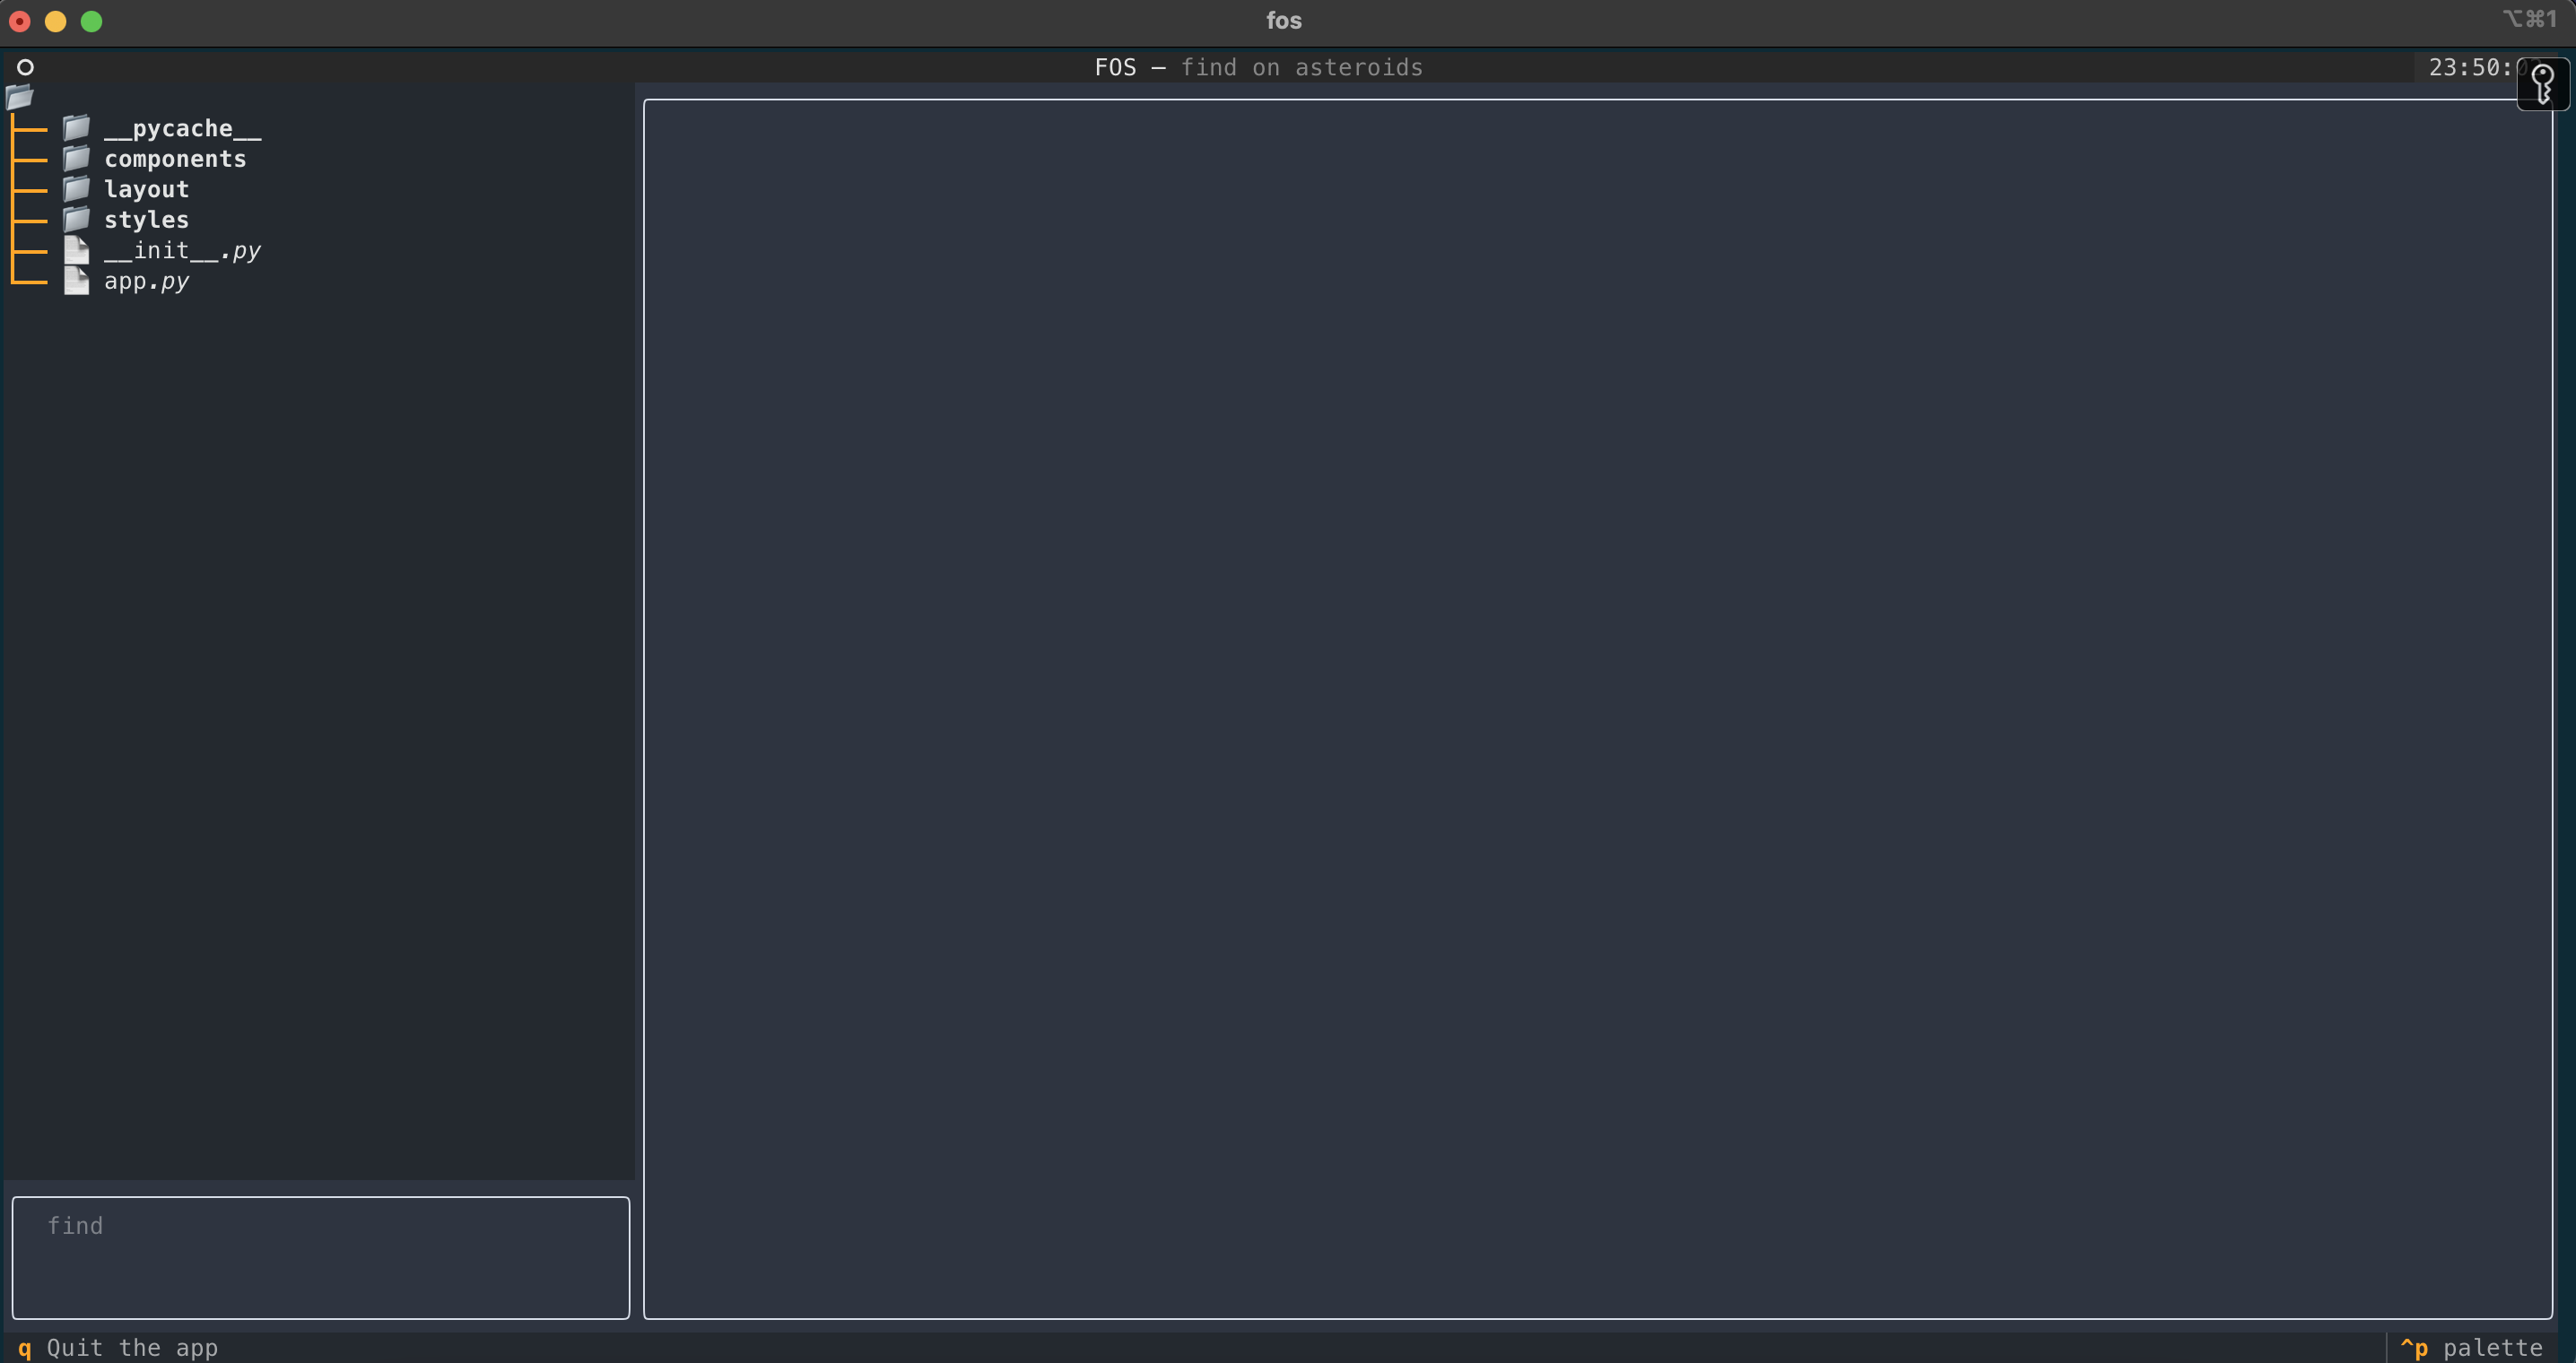 fos
⌥⌘1
FOS — find on asteroids
23:50:
__pycache__
components
layout
styles
__init__.py
app.py
find
q Quit the app
^p palette